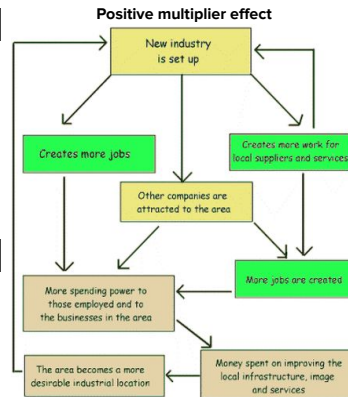 Positive multiplier effect
New industry
is set up
Creates more jobs
Creates more work for
local suppliers and services
Other companies are
attracted to the area
More spending power to
those employed and to
the businesses in the area
More jobs are created
The area becomes a more
desirable industrial location
Money spent on improving the
local infrastructure, image
and services